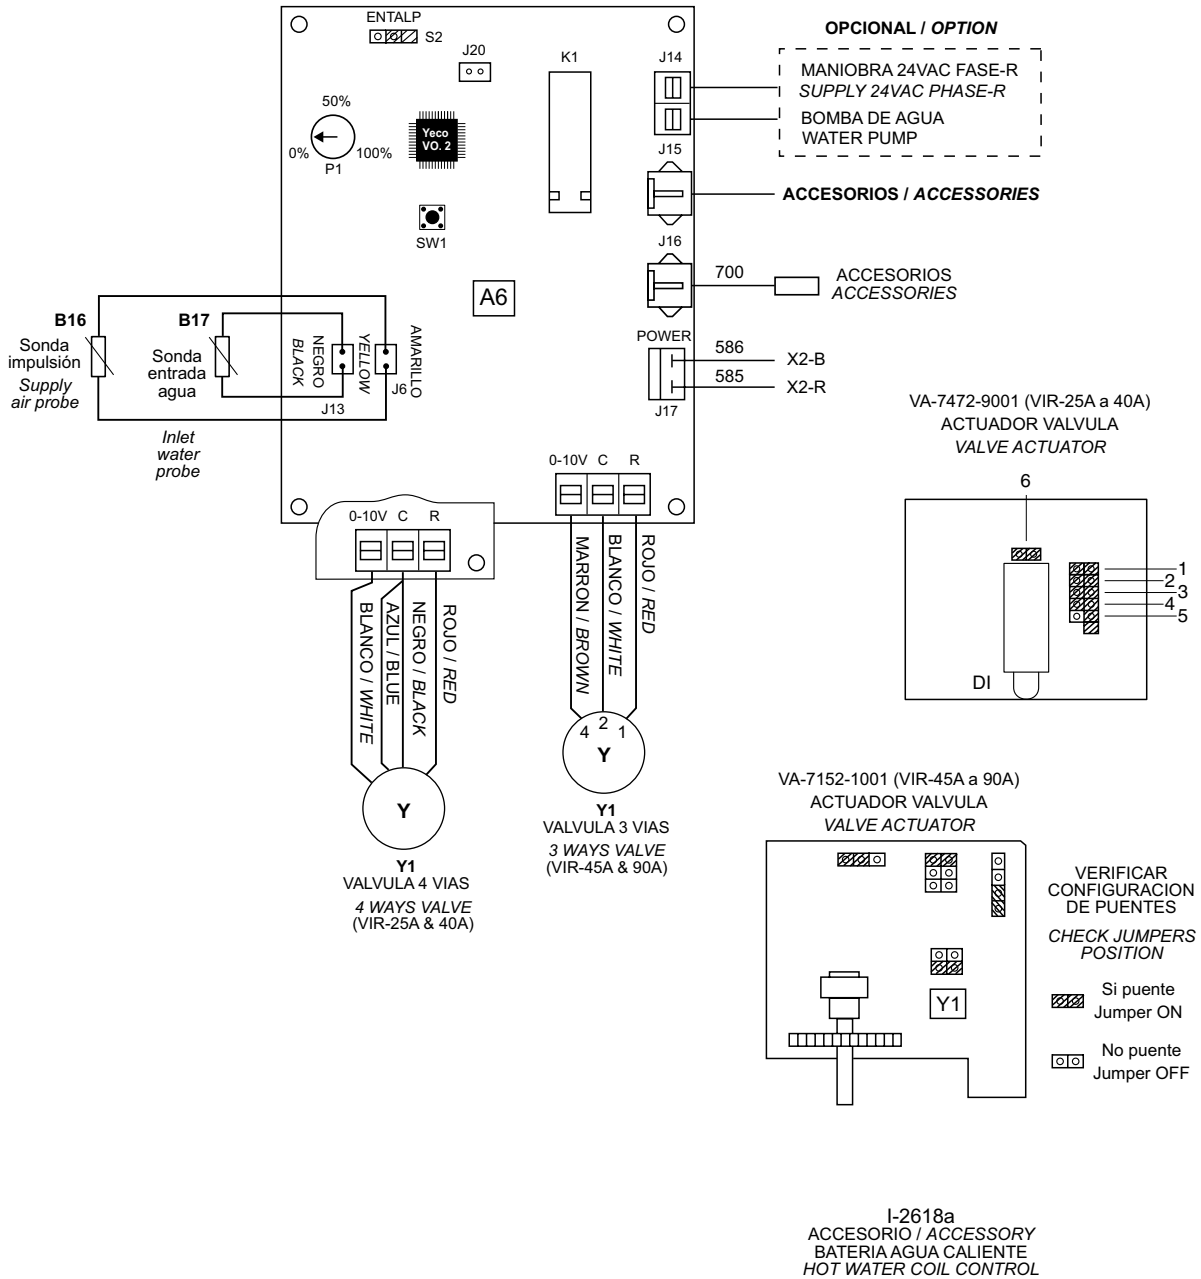 ENTALP
S2
J20
K1
J14
50%
0%
100%
P1
Yeco
VO. 2
SW1
J15
J16
A6
OPCIONAL / OPTION
MANIOBRA 24VAC FASE-R
SUPPLY 24VAC PHASE-R
BOMBA DE AGUA
WATER PUMP
ACCESORIOS / ACCESSORIES
700
ACCESORIOS
ACCESSORIES
POWER
586
X2-B
585
X2-R
J17
B16
Sonda
impulsión
Supply
air probe
B17
Sonda
entrada
agua
Inlet
water
probe
NEGRO
BLACK
J13
AMARILLO
YELLOW
J6
0-10V C R
MARRON / BROWN
BLANCO / WHITE
ROJO / RED
4 2 1
Y
Y1
VALVULA 3 VIAS
3 WAYS VALVE
(VIR-45A & 90A)
0-10V C R
BLANCO / WHITE
AZUL / BLUE
NEGRO / BLACK
ROJO / RED
Y
Y1
VALVULA 4 VIAS
4 WAYS VALVE
(VIR-25A & 40A)
VA-7472-9001 (VIR-25A a 40A)
ACTUADOR VALVULA
VALVE ACTUATOR
6
1
2
3
4
5
DI
VA-7152-1001 (VIR-45A a 90A)
ACTUADOR VALVULA
VALVE ACTUATOR
Y1
VERIFICAR
CONFIGURACION
DE PUENTES
CHECK JUMPERS
POSITION
Si puente
Jumper ON
No puente
Jumper OFF
I-2618a
ACCESORIO / ACCESSORY
BATERIA AGUA CALIENTE
HOT WATER COIL CONTROL